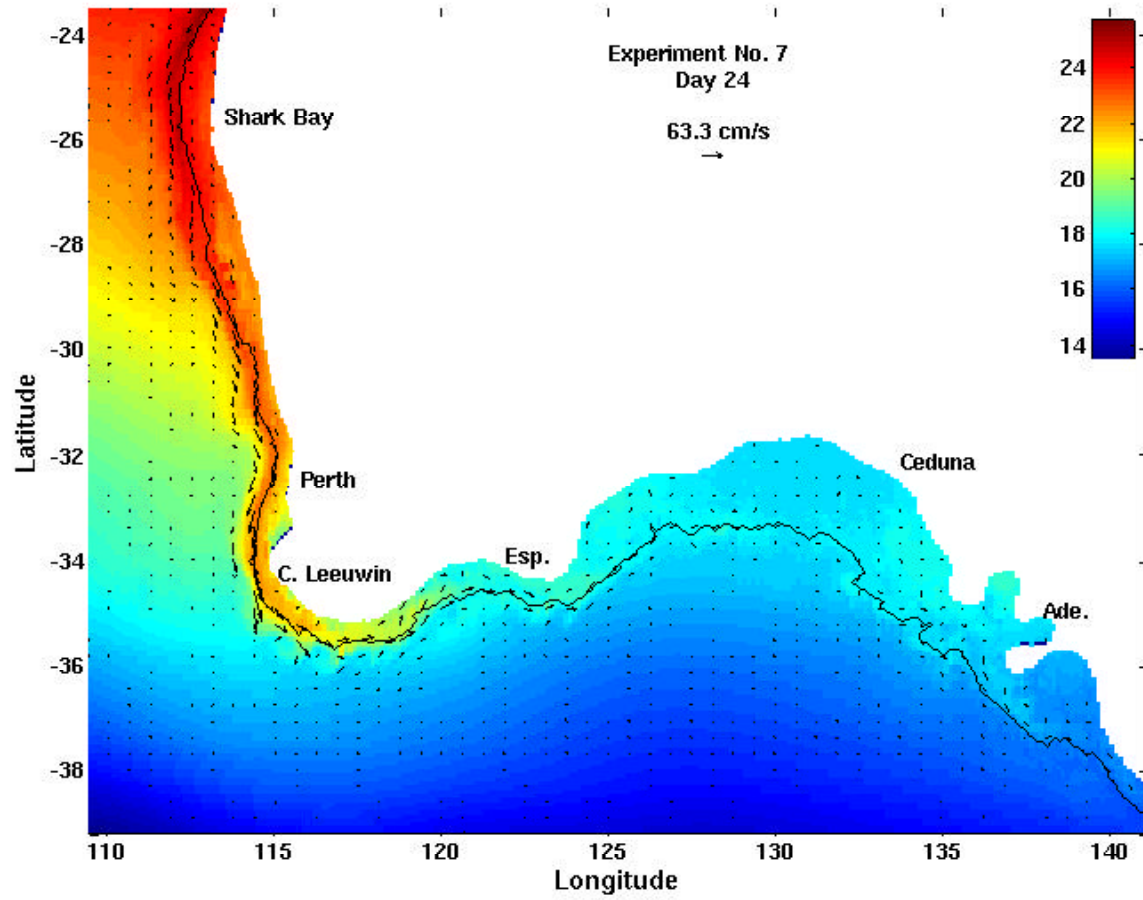 Experiment No. 7
Day 24
63.3 cm/s
Shark Bay
Perth
C. Leeuwin
Esp.
Ceduna
Ade.
24
22
20
18
16
14
Latitude
-24
-26
-28
-30
-32
-34
-36
-38
110
115
120
125
130
135
140
Longitude